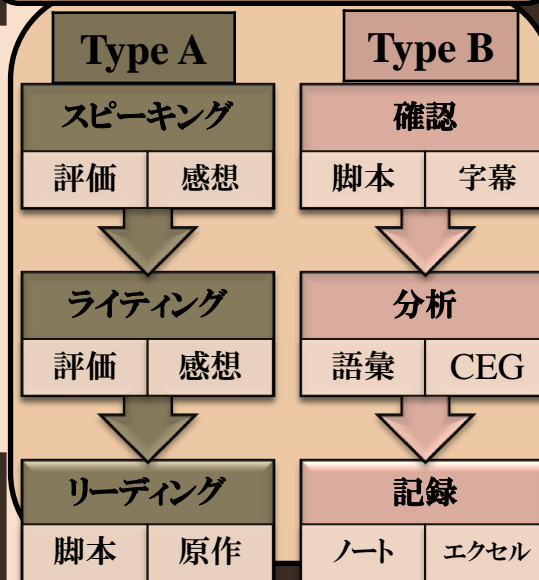 Type A
スピーキング
評価 感想
ライティング
評価 感想
リーディング
脚本 原作
Type B
確認
脚本 字幕
分析
語彙 CEG
記録
ノート エクセル